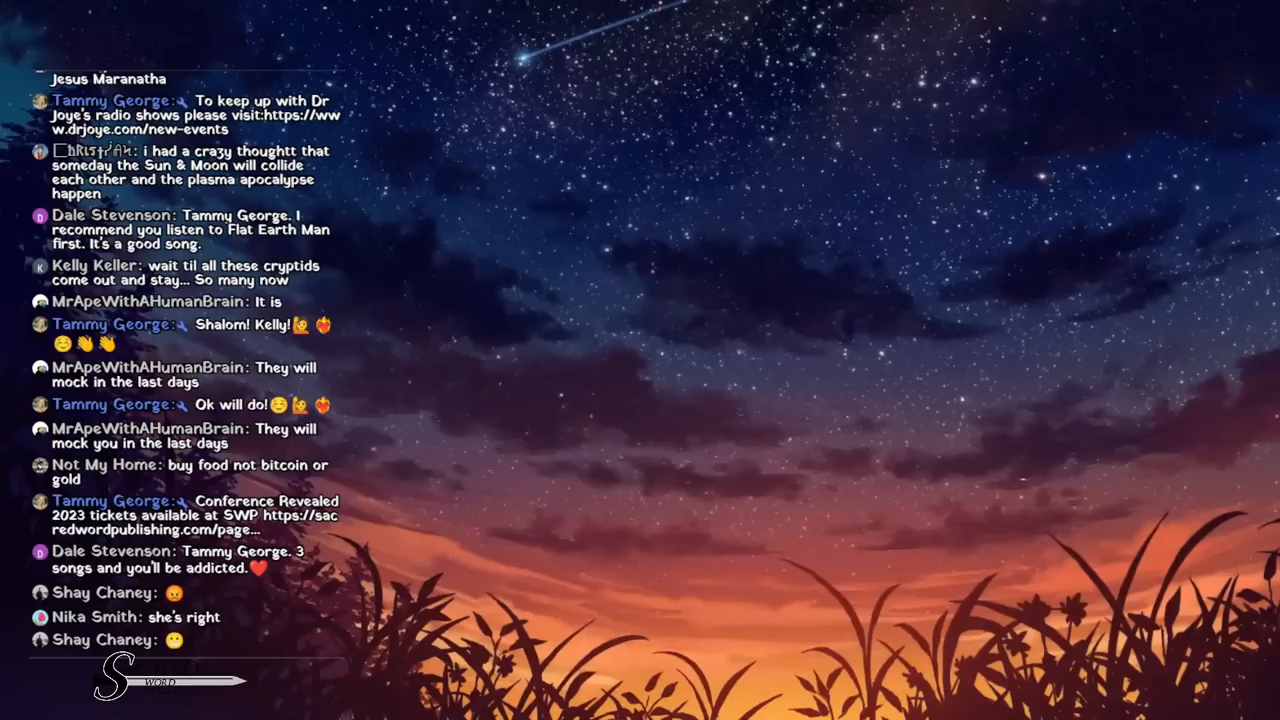 Jesus Maranatha
Tammy George: To keep up with Dr
Joye's radio shows please visit:https://ww
w.drjoye.com/new-events
i had a crazy thoughtt that
someday the Sun & Moon will collide
each other and the plasma apocalypse
happen
Dale Stevenson: Tammy George. I
recommend you listen to Flat Earth Man
first. It's a good song.
Kelly Keller: wait til all these cryptids
come out and stay... So many now
MrApeWithAHumanBrain: It is
Tammy George: Shalom! Kelly!🙋❤️‍🔥
☺️👋👋
MrApeWithAHumanBrain: They will
mock in the last days
Tammy George: Ok will do!☺️🙋❤️‍🔥
MrApeWithAHumanBrain: They will
mock you in the last days
Not My Home: buy food not bitcoin or
gold
Tammy George: Conference Revealed
2023 tickets available at SWP https://sac
redwordpublishing.com/page...
Dale Stevenson: Tammy George. 3
songs and you'll be addicted.❤️
Shay Chaney: 😡
Nika Smith: she's right
Shay Chaney: 😬
S WORD